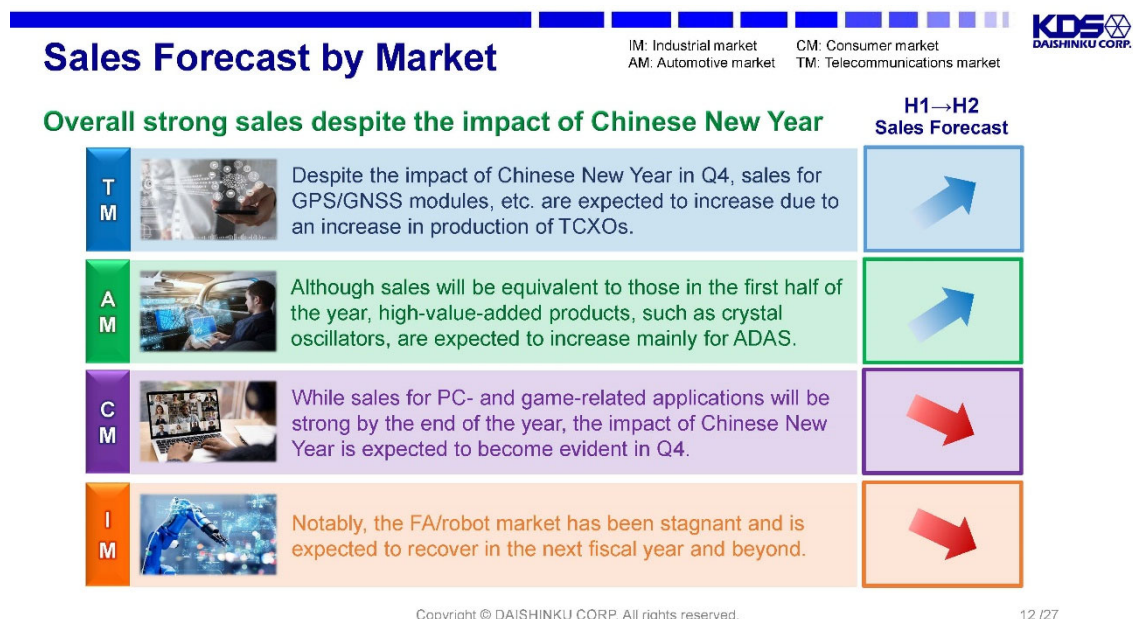 KDS
DAISHINKU CORP.
Sales Forecast by Market
IM: Industrial market CM: Consumer market
AM: Automotive market TM: Telecommunications market
Overall strong sales despite the impact of Chinese New Year
H1→H2
Sales Forecast
T
M
Despite the impact of Chinese New Year in Q4, sales for
GPS/GNSS modules, etc. are expected to increase due to
an increase in production of TCXOs.
A
M
Although sales will be equivalent to those in the first half of
the year, high-value-added products, such as crystal
oscillators, are expected to increase mainly for ADAS.
C
M
While sales for PC- and game-related applications will be
strong by the end of the year, the impact of Chinese New
Year is expected to become evident in Q4.
I
M
Notably, the FA/robot market has been stagnant and is
expected to recover in the next fiscal year and beyond.
Copyright © DAISHINKU CORP. All rights reserved.
12 /27